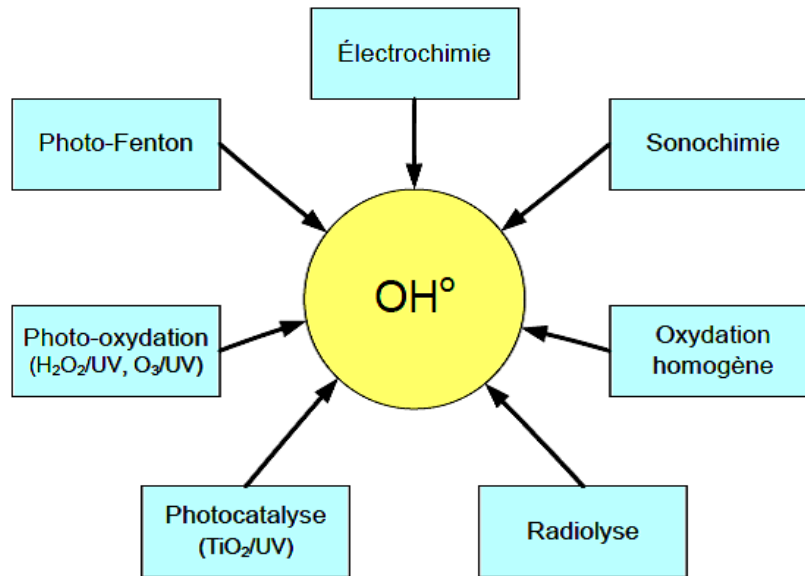 Électrochimie
Photo-Fenton
Sonochimie
OH°
Photo-oxydation
(H₂O₂/UV, O₃/UV)
Oxydation
homogène
Photocatalyse
(TiO₂/UV)
Radiolyse